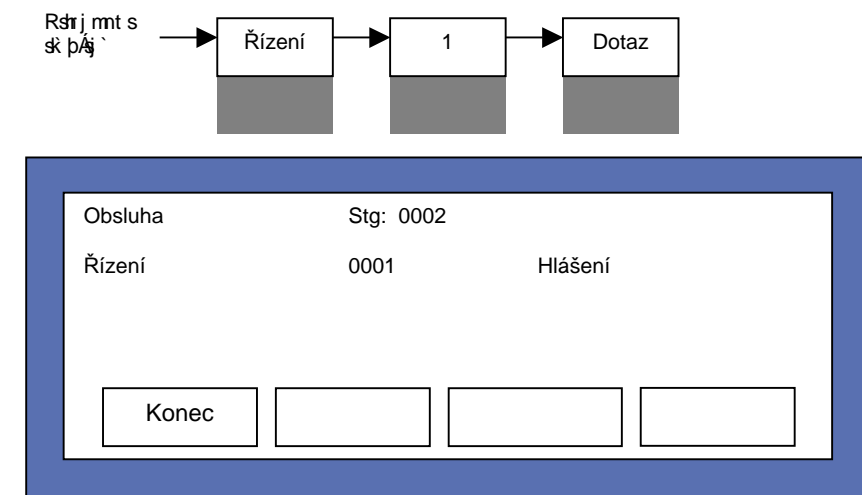 Řízení 1 Dotaz
Obsluha Stg: 0002
Řízení 0001 Hlášení
Konec